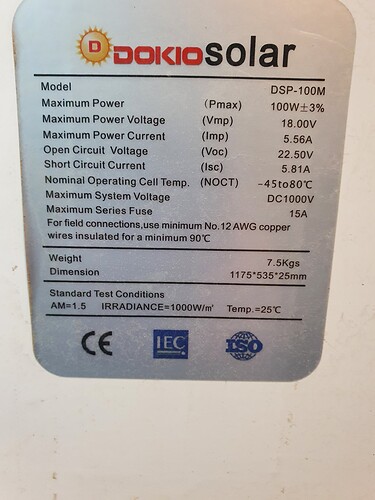 D DOKIO solar
Model DSP-100M
Maximum Power (Pmax) 100W±3%
Maximum Power Voltage (Vmp) 18.00V
Maximum Power Current (Imp) 5.56A
Open Circuit Voltage (Voc) 22.50V
Short Circuit Current (Isc) 5.81A
Nominal Operating Cell Temp. (NOCT) -45to80℃
Maximum System Voltage DC1000V
Maximum Series Fuse 15A
For field connections,use minimum No.12 AWG copper
wires insulated for a minimum 90℃
Weight 7.5Kgs
Dimension 1175*535*25mm
Standard Test Conditions
AM=1.5 IRRADIANCE=1000W/㎡ Temp.=25℃
CE IEC ISO